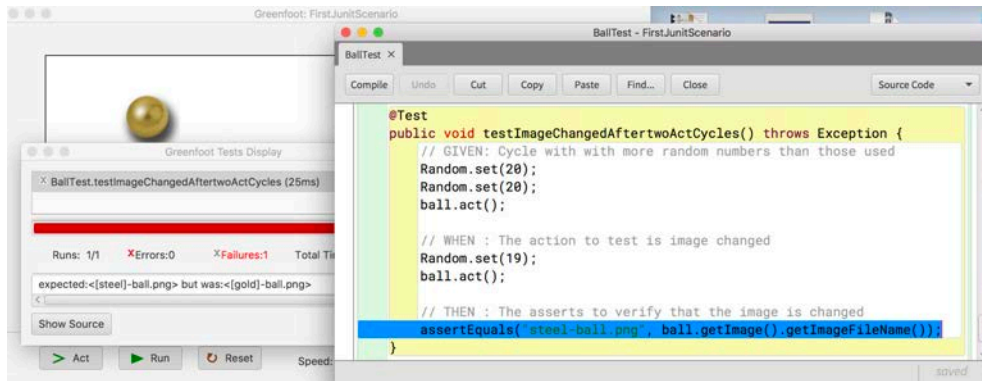 Greenfoot: FirstJunitScenario
BallTest - FirstJunitScenario
BallTest ×
Compile Undo Cut Copy Paste Find... Close Source Code
@Test
public void testImageChangedAftertwoActCycles() throws Exception {
// GIVEN: Cycle with with more random numbers than those used
Random.set(20);
Random.set(20);
ball.act();
// WHEN : The action to test is image changed
Random.set(19);
ball.act();
// THEN : The asserts to verify that the image is changed
assertEquals("steel-ball.png", ball.getImage().getImageFileName());
}
saved
Greenfoot Tests Display
× BallTest.testImageChangedAftertwoActCycles (25ms)
Runs: 1/1 ×Errors:0 ×Failures:1 Total
expected:<[steel]-ball.png> but was:<[gold]-ball.png>
Show Source
Act Run Reset Speed: